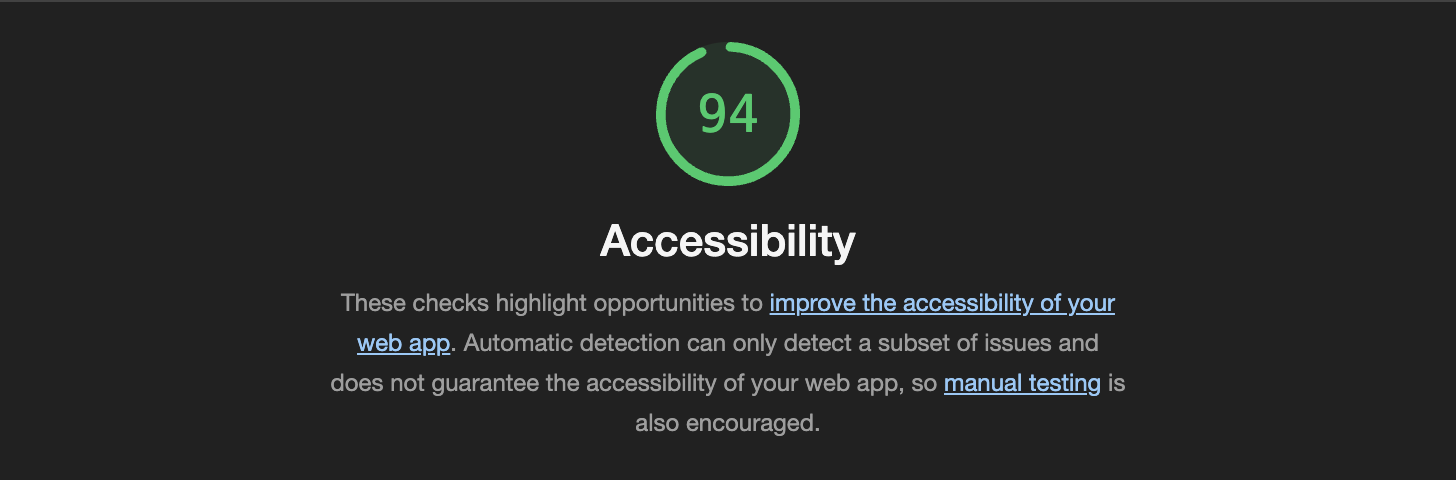 94
Accessibility
These checks highlight opportunities to improve the accessibility of your
web app. Automatic detection can only detect a subset of issues and
does not guarantee the accessibility of your web app, so manual testing is
also encouraged.